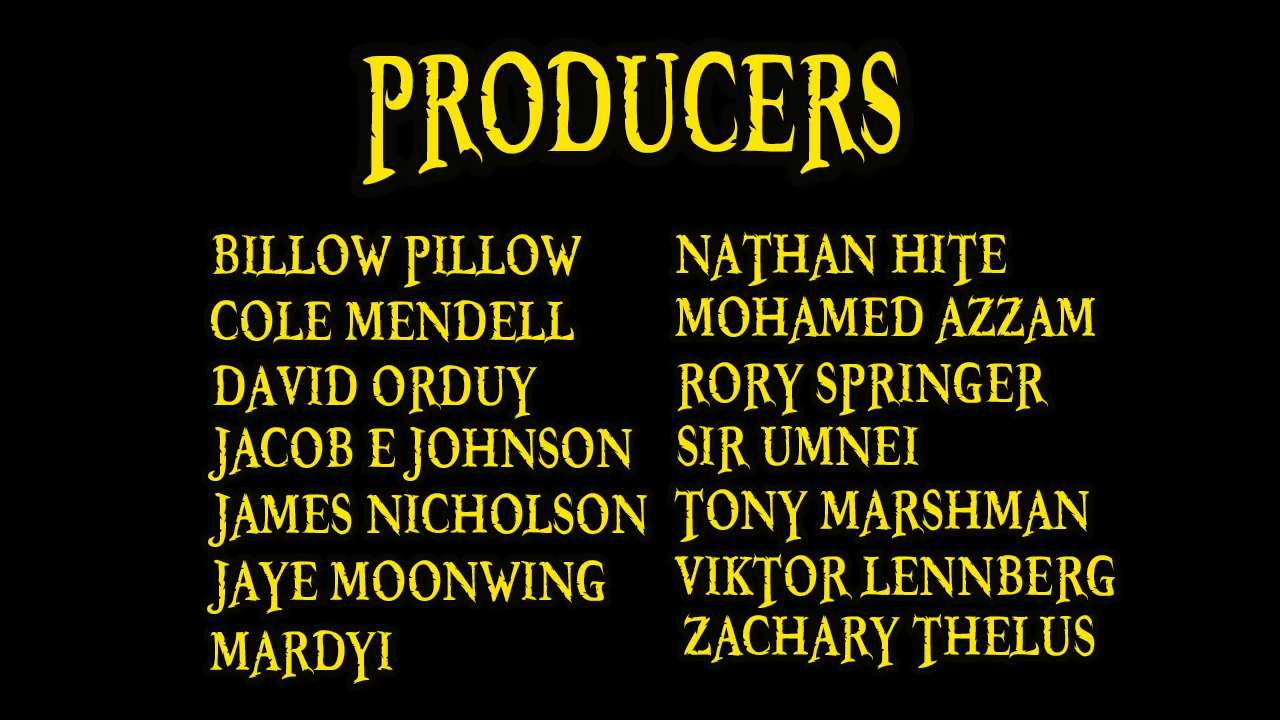 PRODUCERS
BILLOW PILLOW
COLE MENDELL
DAVID ORDUY
JACOB E JOHNSON
JAMES NICHOLSON
JAYE MOONWING
MARDYI
NATHAN HITE
MOHAMED AZZAM
RORY SPRINGER
SIR UMNEI
TONY MARSHMAN
VIKTOR LENNBERG
ZACHARY THELUS